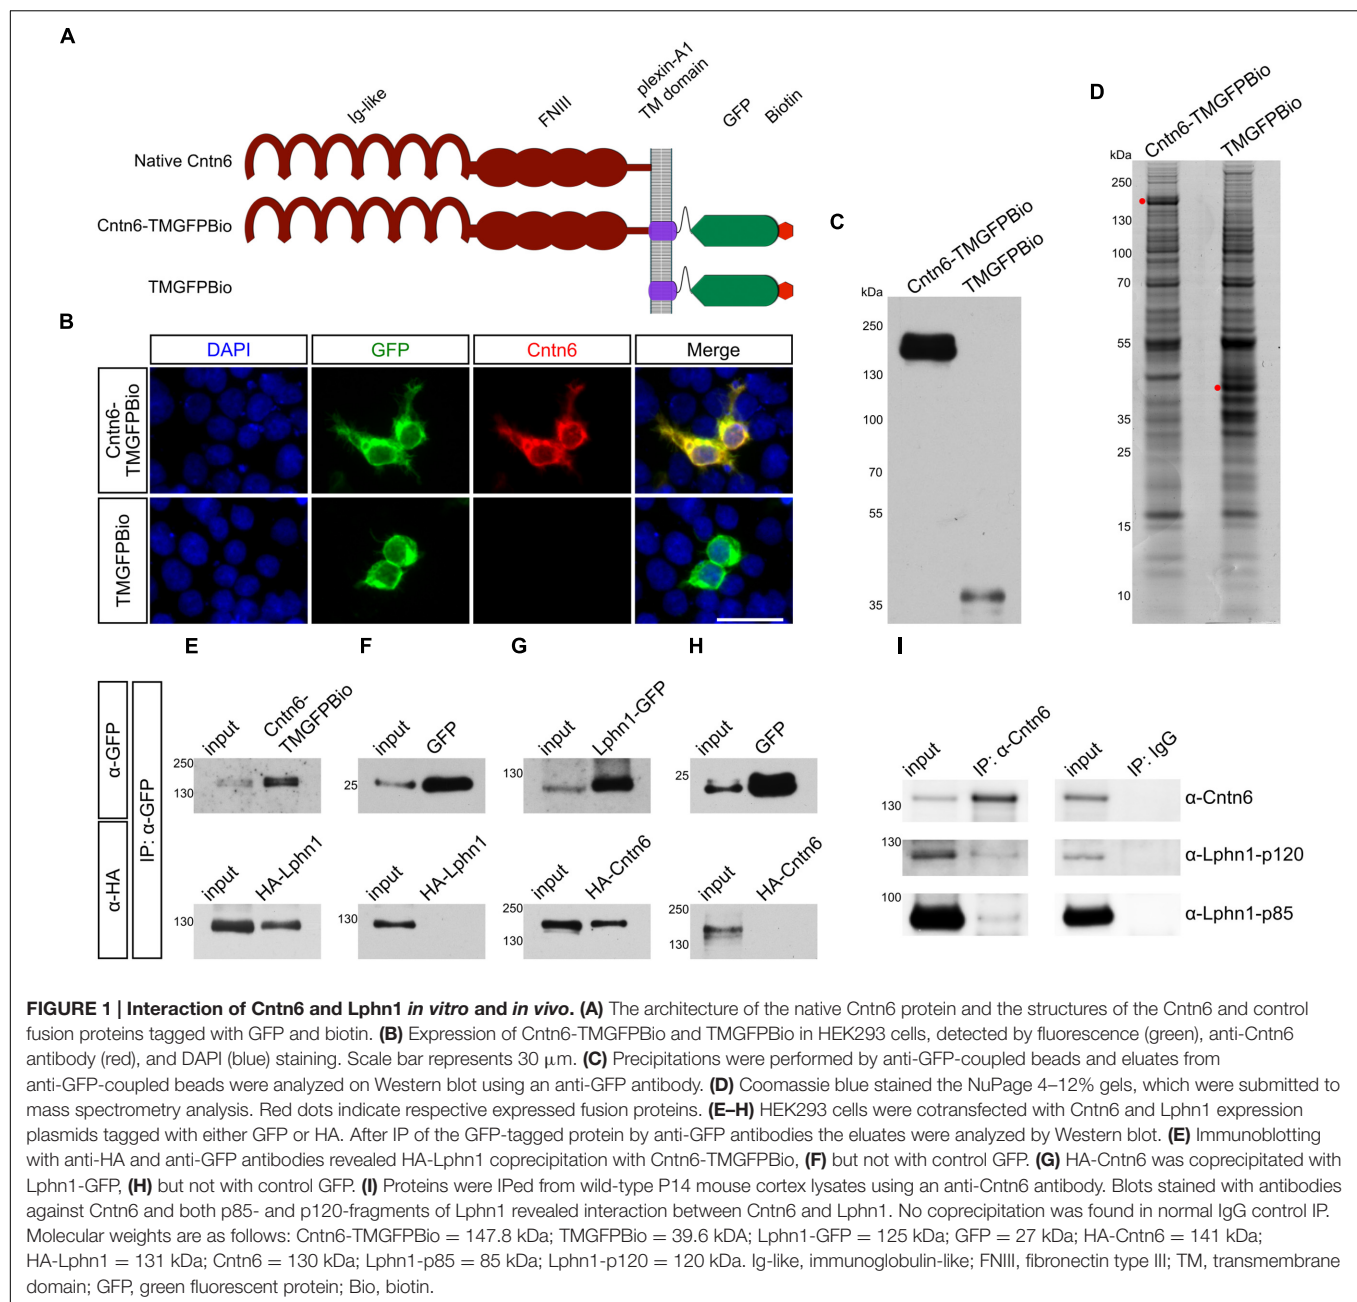 A
Ig-like
FNIII
plexin-A1
TM domain
GFP
Biotin
Native Cntn6
Cntn6-TMGFPBio
TMGFPBio
B
DAPI
GFP
Cntn6
Merge
Cntn6-
TMGFPBio
TMGFPBio
C
Cntn6-TMGFPBio
TMGFPBio
kDa
250
130
100
70
55
35
D
Cntn6-TMGFPBio
TMGFPBio
kDa
250
130
100
70
55
35
25
15
10
α-GFP
α-HA
IP: α-GFP
E
input
Cntn6-
TMGFPBio
250
130
input
HA-Lphn1
130
F
input
GFP
25
input
HA-Lphn1
130
G
input
Lphn1-GFP
130
input
HA-Cntn6
250
130
H
input
GFP
25
input
HA-Cntn6
250
130
I
input
IP: α-Cntn6
input
IP: IgG
130
α-Cntn6
130
α-Lphn1-p120
100
α-Lphn1-p85
FIGURE 1 | Interaction of Cntn6 and Lphn1 in vitro and in vivo. (A) The architecture of the native Cntn6 protein and the structures of the Cntn6 and control
fusion proteins tagged with GFP and biotin. (B) Expression of Cntn6-TMGFPBio and TMGFPBio in HEK293 cells, detected by fluorescence (green), anti-Cntn6
antibody (red), and DAPI (blue) staining. Scale bar represents 30 μm. (C) Precipitations were performed by anti-GFP-coupled beads and eluates from
anti-GFP-coupled beads were analyzed on Western blot using an anti-GFP antibody. (D) Coomassie blue stained the NuPage 4–12% gels, which were submitted to
mass spectrometry analysis. Red dots indicate respective expressed fusion proteins. (E–H) HEK293 cells were cotransfected with Cntn6 and Lphn1 expression
plasmids tagged with either GFP or HA. After IP of the GFP-tagged protein by anti-GFP antibodies the eluates were analyzed by Western blot. (E) Immunoblotting
with anti-HA and anti-GFP antibodies revealed HA-Lphn1 coprecipitation with Cntn6-TMGFPBio, (F) but not with control GFP. (G) HA-Cntn6 was coprecipitated with
Lphn1-GFP, (H) but not with control GFP. (I) Proteins were IPed from wild-type P14 mouse cortex lysates using an anti-Cntn6 antibody. Blots stained with antibodies
against Cntn6 and both p85- and p120-fragments of Lphn1 revealed interaction between Cntn6 and Lphn1. No coprecipitation was found in normal IgG control IP.
Molecular weights are as follows: Cntn6-TMGFPBio = 147.8 kDa; TMGFPBio = 39.6 kDA; Lphn1-GFP = 125 kDa; GFP = 27 kDa; HA-Cntn6 = 141 kDa;
HA-Lphn1 = 131 kDa; Cntn6 = 130 kDa; Lphn1-p85 = 85 kDa; Lphn1-p120 = 120 kDa. Ig-like, immunoglobulin-like; FNIII, fibronectin type III; TM, transmembrane
domain; GFP, green fluorescent protein; Bio, biotin.